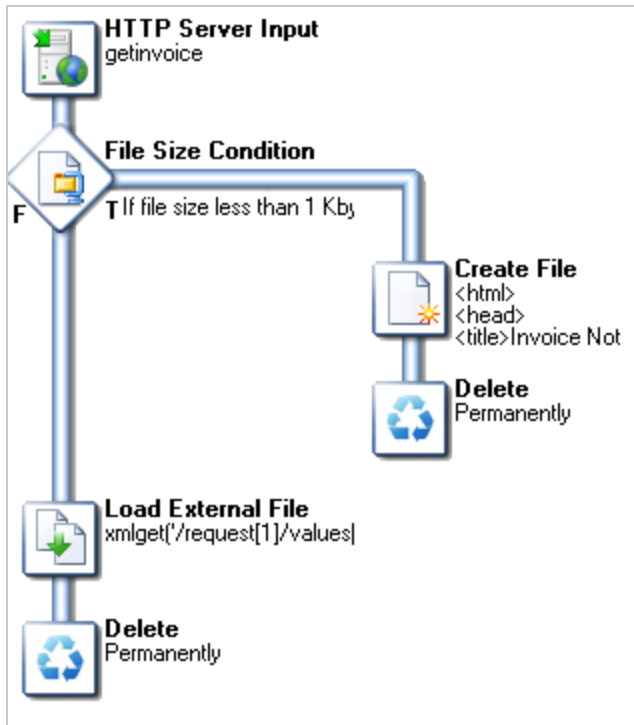 HTTP Server Input
getinvoice
File Size Condition
F
T If file size less than 1 Kby
Create File
<html>
<head>
<title>Invoice Not
Delete
Permanently
Load External File
xmlget('/request[1]/values[
Delete
Permanently